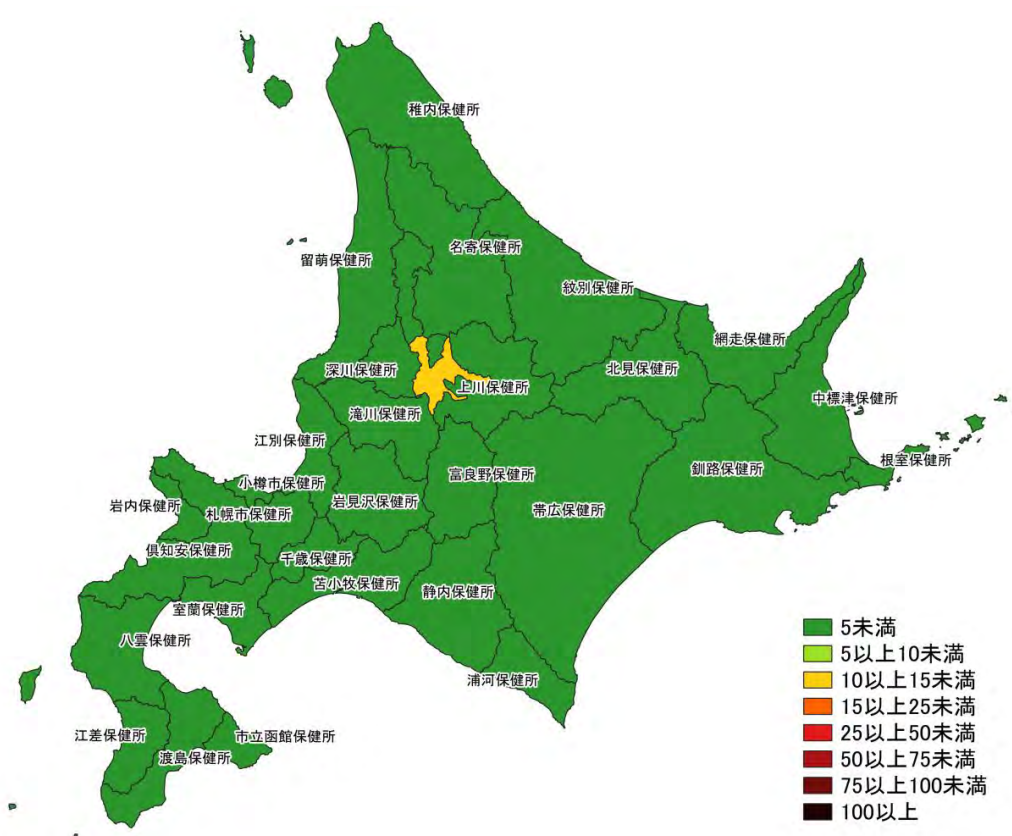 稚内保健所
名寄保健所
留萌保健所
紋別保健所
網走保健所
深川保健所
北見保健所
上川保健所
中標津保健所
滝川保健所
江別保健所
根室保健所
釧路保健所
富良野保健所
小樽市保健所
岩見沢保健所
岩内保健所
帯広保健所
札幌市保健所
倶知安保健所
千歳保健所
苫小牧保健所
静内保健所
室蘭保健所
八雲保健所
浦河保健所
江差保健所
市立函館保健所
渡島保健所
5未満
5以上10未満
10以上15未満
15以上25未満
25以上50未満
50以上75未満
75以上100未満
100以上